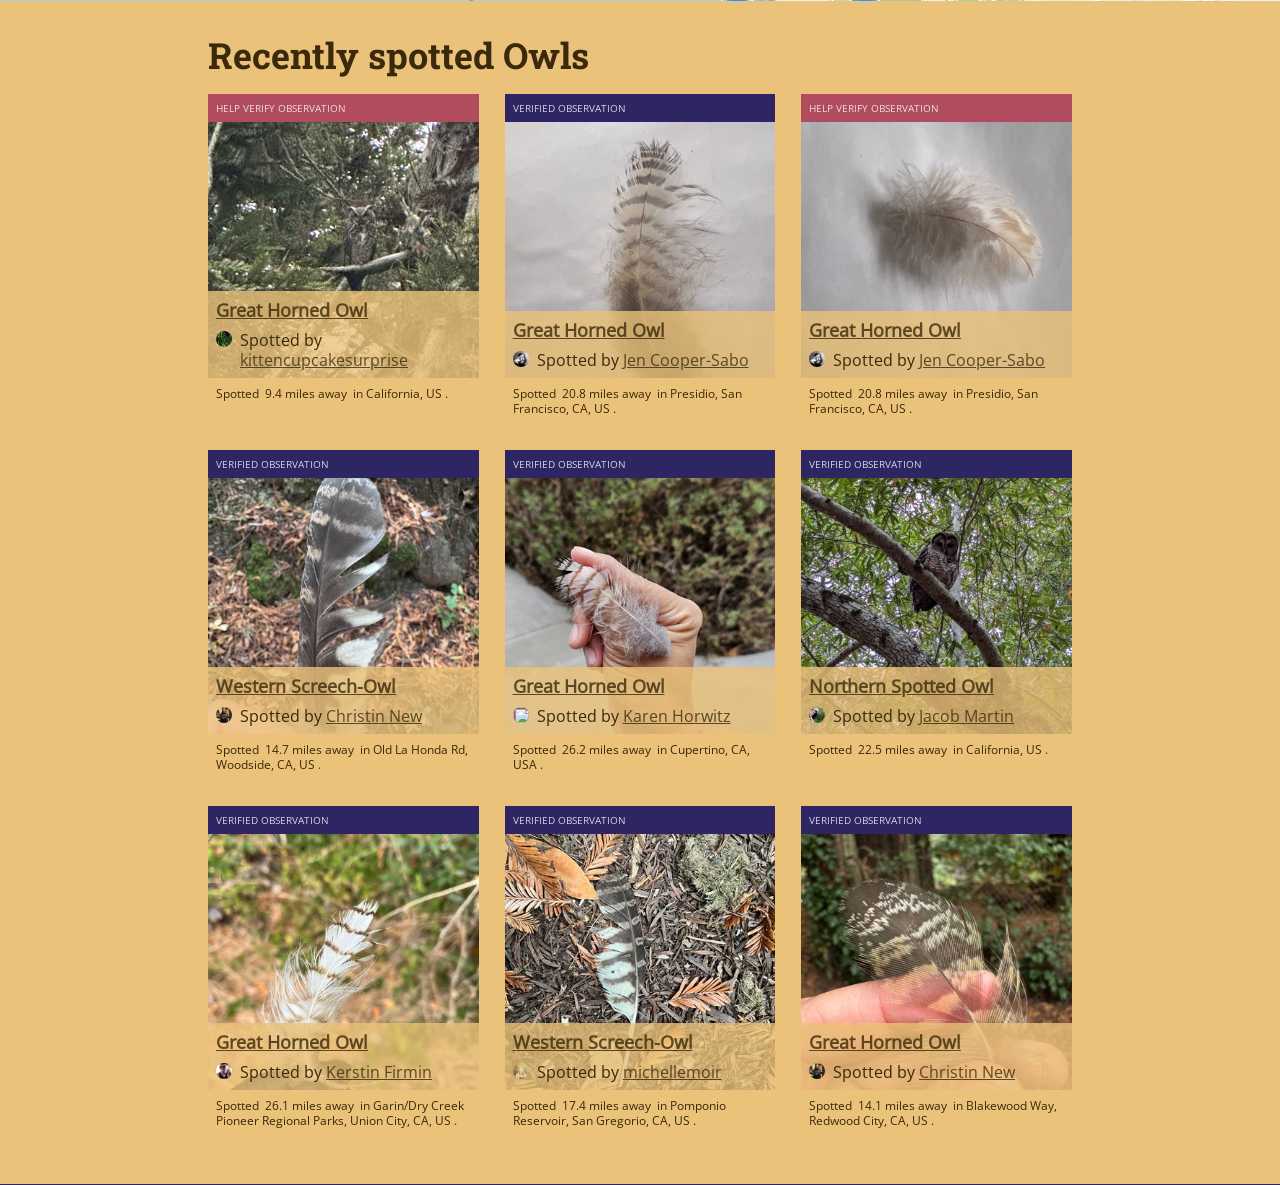 Recently spotted Owls
HELP VERIFY OBSERVATION
Great Horned Owl
Spotted by
kittencupcakesurprise
Spotted 9.4 miles away in California, US .
VERIFIED OBSERVATION
Great Horned Owl
Spotted by Jen Cooper-Sabo
Spotted 20.8 miles away in Presidio, San
Francisco, CA, US .
HELP VERIFY OBSERVATION
Great Horned Owl
Spotted by Jen Cooper-Sabo
Spotted 20.8 miles away in Presidio, San
Francisco, CA, US .
VERIFIED OBSERVATION
Western Screech-Owl
Spotted by Christin New
Spotted 14.7 miles away in Old La Honda Rd,
Woodside, CA, US .
VERIFIED OBSERVATION
Great Horned Owl
Spotted by Karen Horwitz
Spotted 26.2 miles away in Cupertino, CA,
USA .
VERIFIED OBSERVATION
Northern Spotted Owl
Spotted by Jacob Martin
Spotted 22.5 miles away in California, US .
VERIFIED OBSERVATION
Great Horned Owl
Spotted by Kerstin Firmin
Spotted 26.1 miles away in Garin/Dry Creek
Pioneer Regional Parks, Union City, CA, US .
VERIFIED OBSERVATION
Western Screech-Owl
Spotted by michellemoir
Spotted 17.4 miles away in Pomponio
Reservoir, San Gregorio, CA, US .
VERIFIED OBSERVATION
Great Horned Owl
Spotted by Christin New
Spotted 14.1 miles away in Blakewood Way,
Redwood City, CA, US .